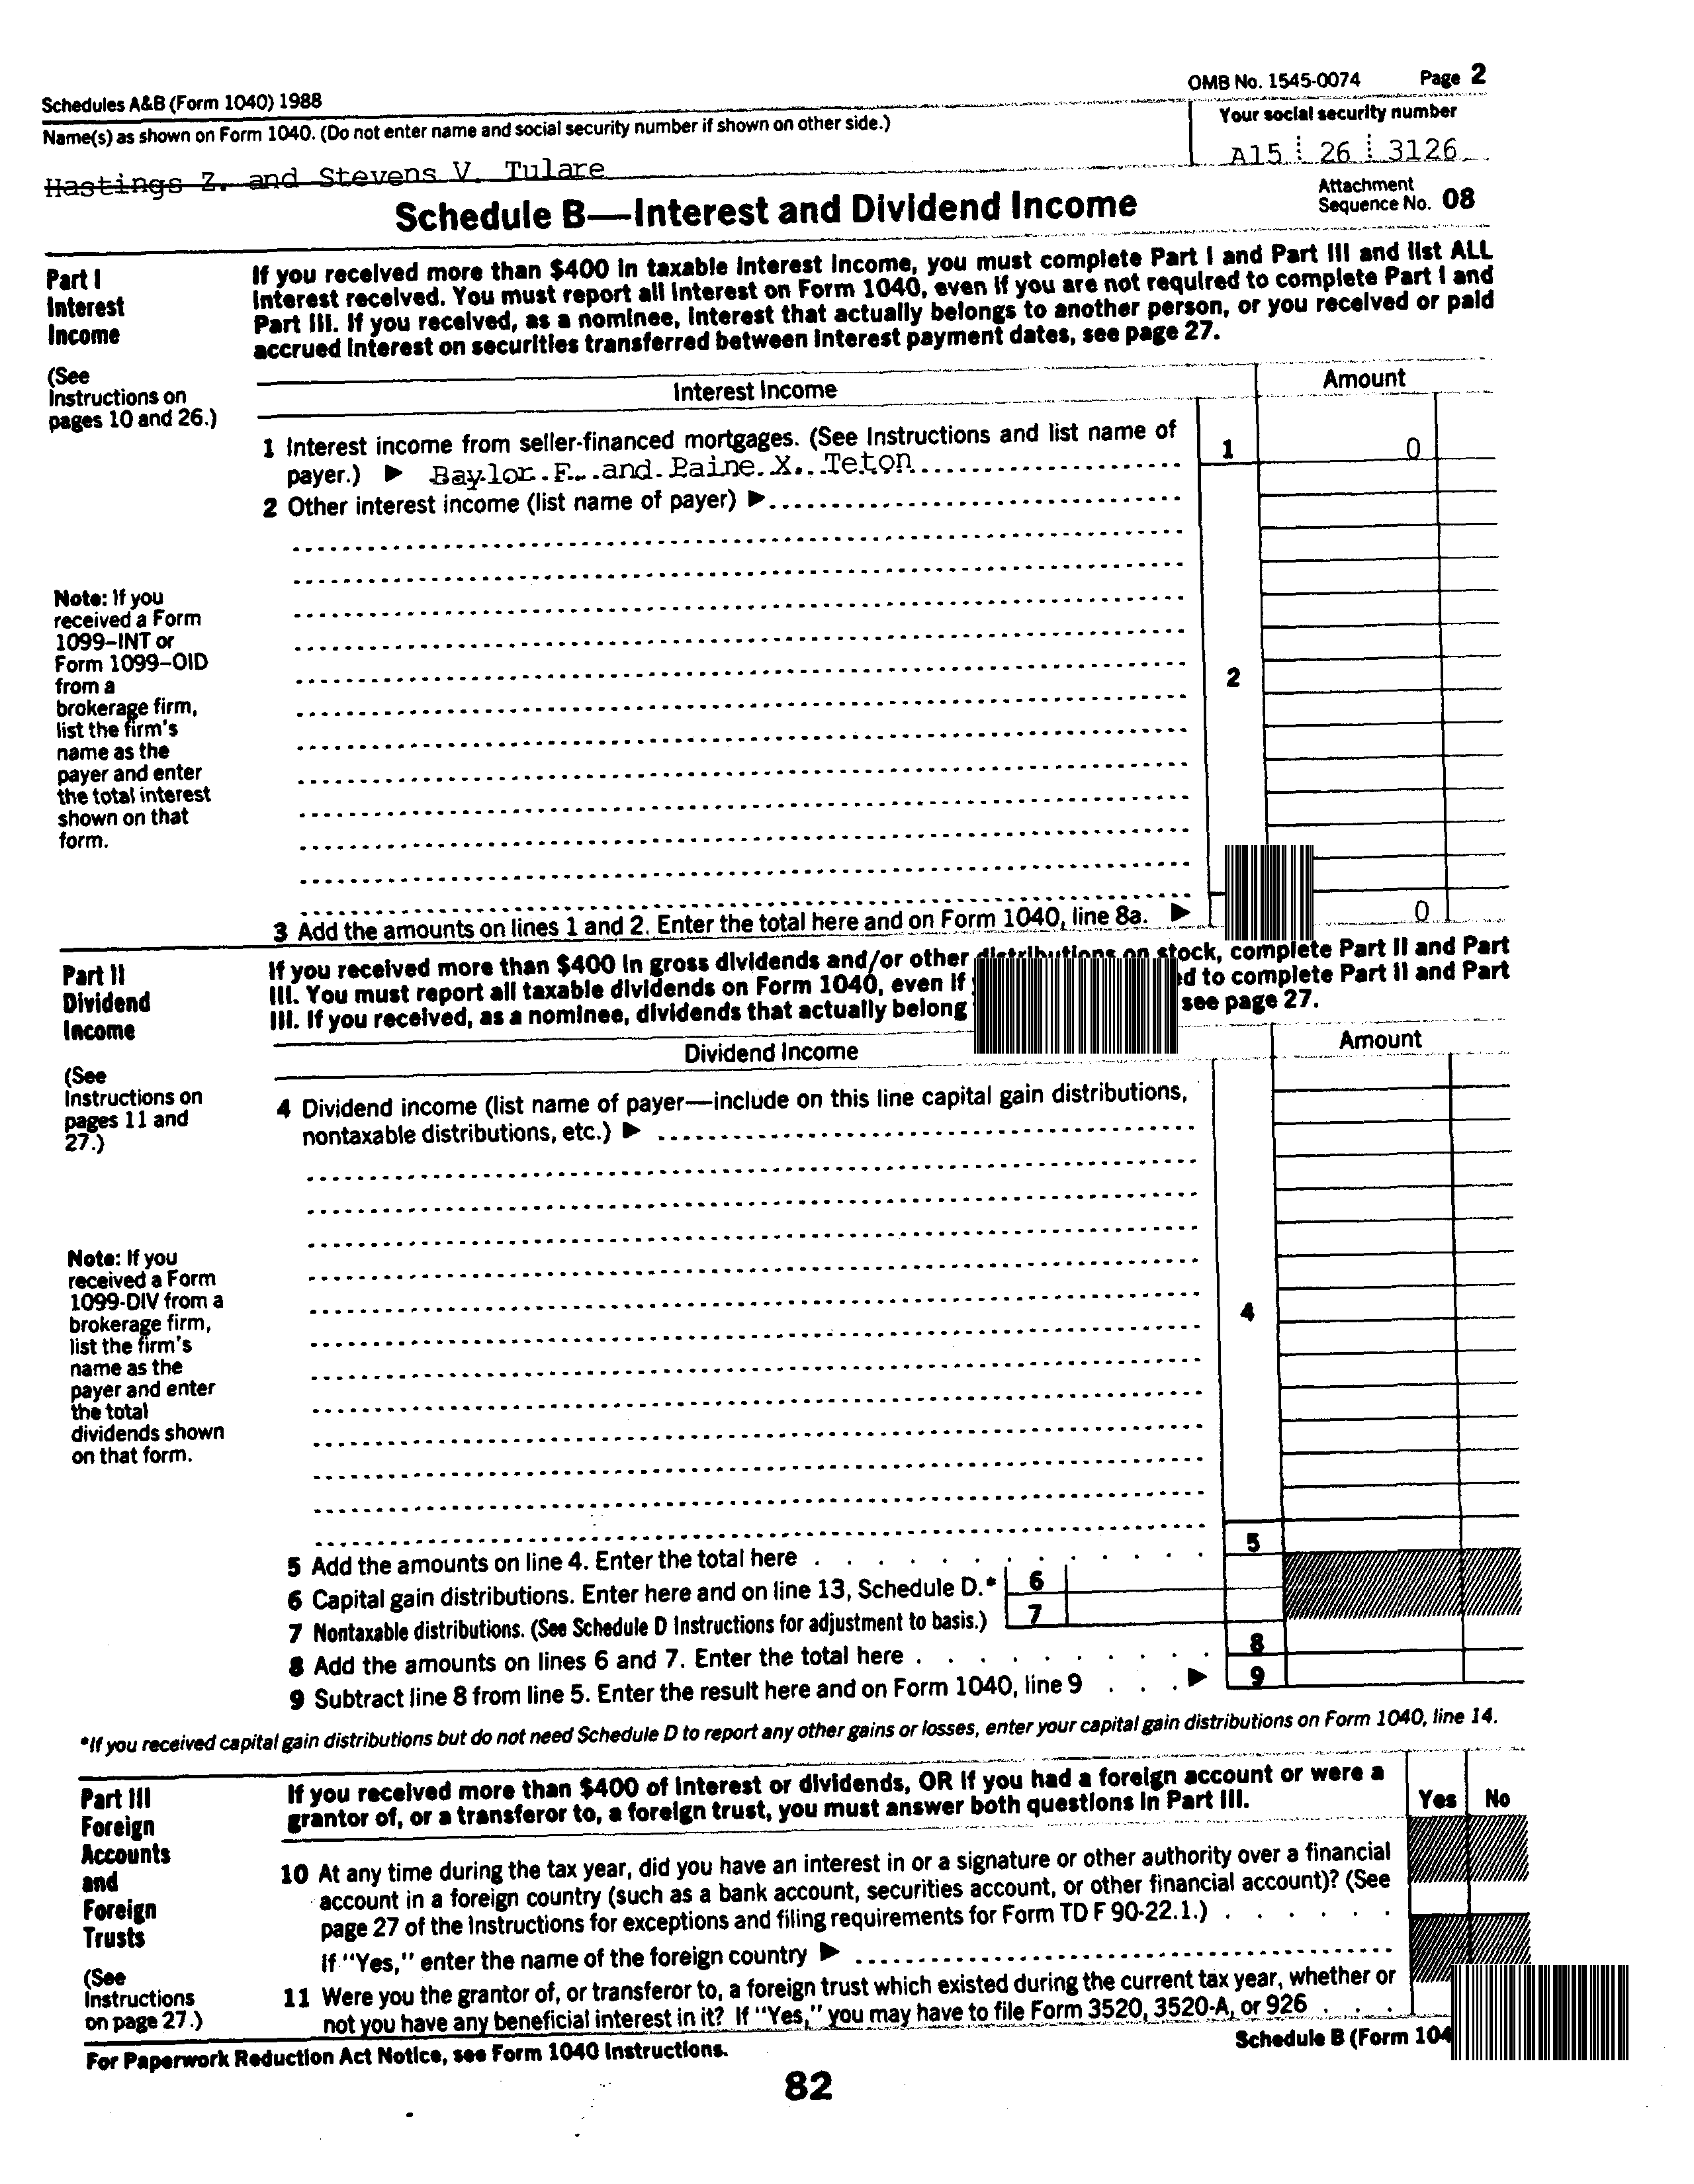 Schedules A&B (Form 1040) 1988
OMB No. 1545-0074 Page 2
Name(s) as shown on Form 1040. (Do not enter name and social security number if shown on other side.)
Your social security number
Hastings Z. and Stevens V. Tulare
A15 26 3126
Schedule B—Interest and Dividend Income
Attachment
Sequence No. 08
Part I
Interest
Income
(See
Instructions on
pages 10 and 26.)
If you received more than $400 in taxable interest income, you must complete Part I and Part III and list ALL
interest received. You must report all interest on Form 1040, even if you are not required to complete Part I and
Part III. If you received, as a nominee, interest that actually belongs to another person, or you received or paid
accrued interest on securities transferred between interest payment dates, see page 27.
Interest Income Amount
1 Interest income from seller-financed mortgages. (See Instructions and list name of
payer.) ▶ Baylor F. and Paine X. Teton
1 0
2 Other interest income (list name of payer) ▶
Note: If you
received a Form
1099–INT or
Form 1099–OID
from a
brokerage firm,
list the firm's
name as the
payer and enter
the total interest
shown on that
form.
2
3 Add the amounts on lines 1 and 2. Enter the total here and on Form 1040, line 8a. ▶ 0
Part II
Dividend
Income
(See
Instructions on
pages 11 and
27.)
If you received more than $400 in gross dividends and/or other distributions on stock, complete Part II and Part
III. You must report all taxable dividends on Form 1040, even if ed to complete Part II and Part
III. If you received, as a nominee, dividends that actually belong see page 27.
Dividend Income Amount
4 Dividend income (list name of payer—include on this line capital gain distributions,
nontaxable distributions, etc.) ▶
Note: If you
received a Form
1099-DIV from a
brokerage firm,
list the firm's
name as the
payer and enter
the total
dividends shown
on that form.
4
5 Add the amounts on line 4. Enter the total here 5
6 Capital gain distributions. Enter here and on line 13, Schedule D.* 6
7 Nontaxable distributions. (See Schedule D Instructions for adjustment to basis.) 7
8 Add the amounts on lines 6 and 7. Enter the total here 8
9 Subtract line 8 from line 5. Enter the result here and on Form 1040, line 9 ▶ 9
*If you received capital gain distributions but do not need Schedule D to report any other gains or losses, enter your capital gain distributions on Form 1040, line 14.
Part III
Foreign
Accounts
and
Foreign
Trusts
(See
Instructions
on page 27.)
If you received more than $400 of interest or dividends, OR if you had a foreign account or were a
grantor of, or a transferor to, a foreign trust, you must answer both questions in Part III.
Yes No
10 At any time during the tax year, did you have an interest in or a signature or other authority over a financial
account in a foreign country (such as a bank account, securities account, or other financial account)? (See
page 27 of the Instructions for exceptions and filing requirements for Form TD F 90-22.1.)
If "Yes," enter the name of the foreign country ▶
11 Were you the grantor of, or transferor to, a foreign trust which existed during the current tax year, whether or
not you have any beneficial interest in it? If "Yes," you may have to file Form 3520, 3520-A, or 926
For Paperwork Reduction Act Notice, see Form 1040 Instructions.
Schedule B (Form 104
82